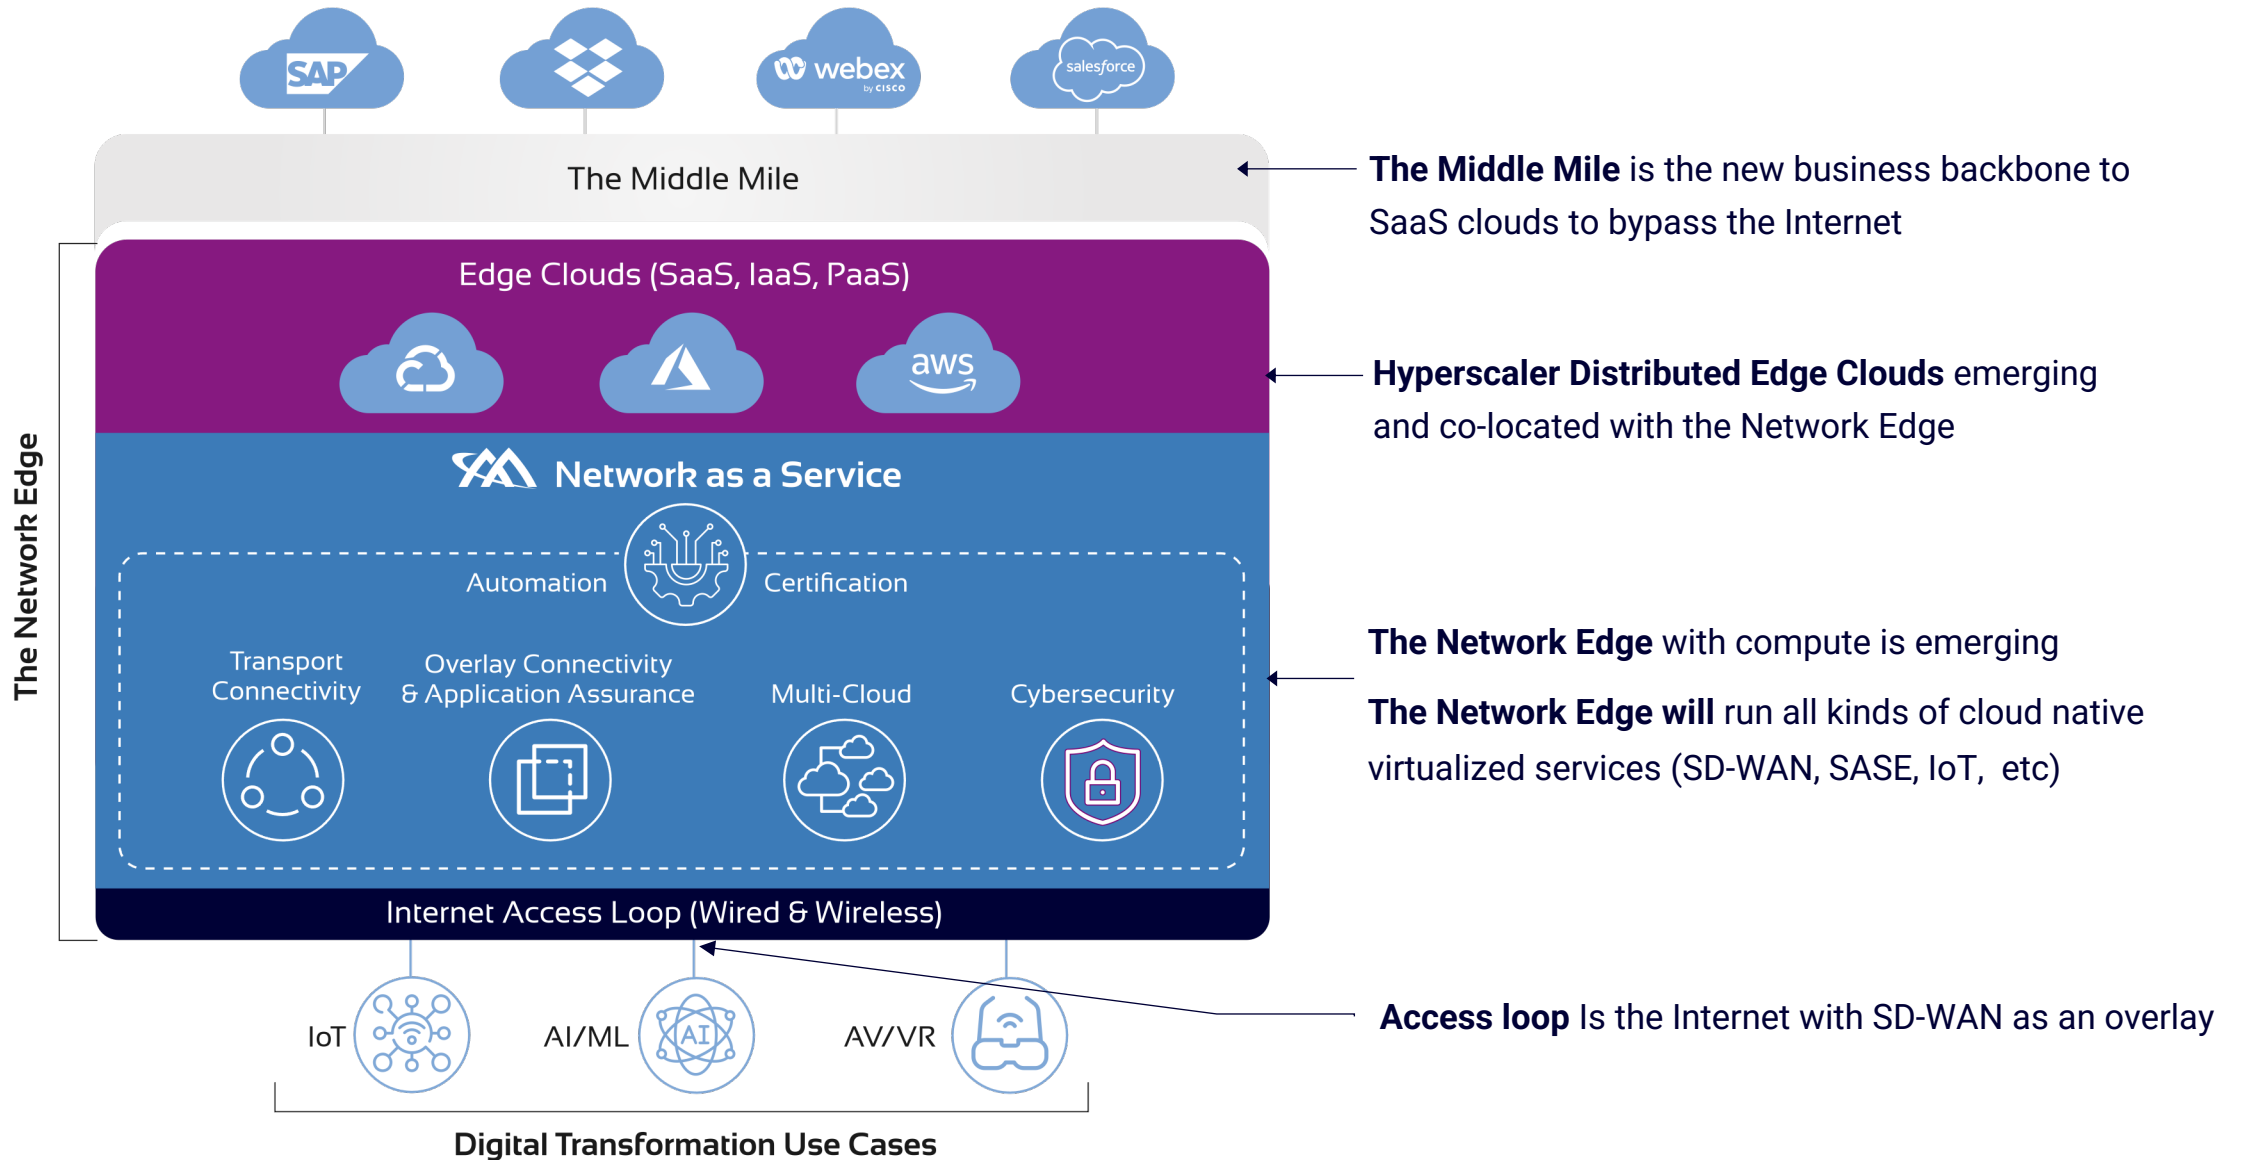 SAP
webex
by CISCO
salesforce
The Middle Mile
The Middle Mile is the new business backbone to
SaaS clouds to bypass the Internet
Edge Clouds (SaaS, IaaS, PaaS)
aws
Hyperscaler Distributed Edge Clouds emerging
and co-located with the Network Edge
The Network Edge
Network as a Service
Automation
Certification
Transport
Connectivity
Overlay Connectivity
& Application Assurance
Multi-Cloud
Cybersecurity
The Network Edge with compute is emerging
The Network Edge will run all kinds of cloud native
virtualized services (SD-WAN, SASE, IoT,  etc)
Internet Access Loop (Wired & Wireless)
IoT
AI/ML
AI
AV/VR
Access loop Is the Internet with SD-WAN as an overlay
Digital Transformation Use Cases